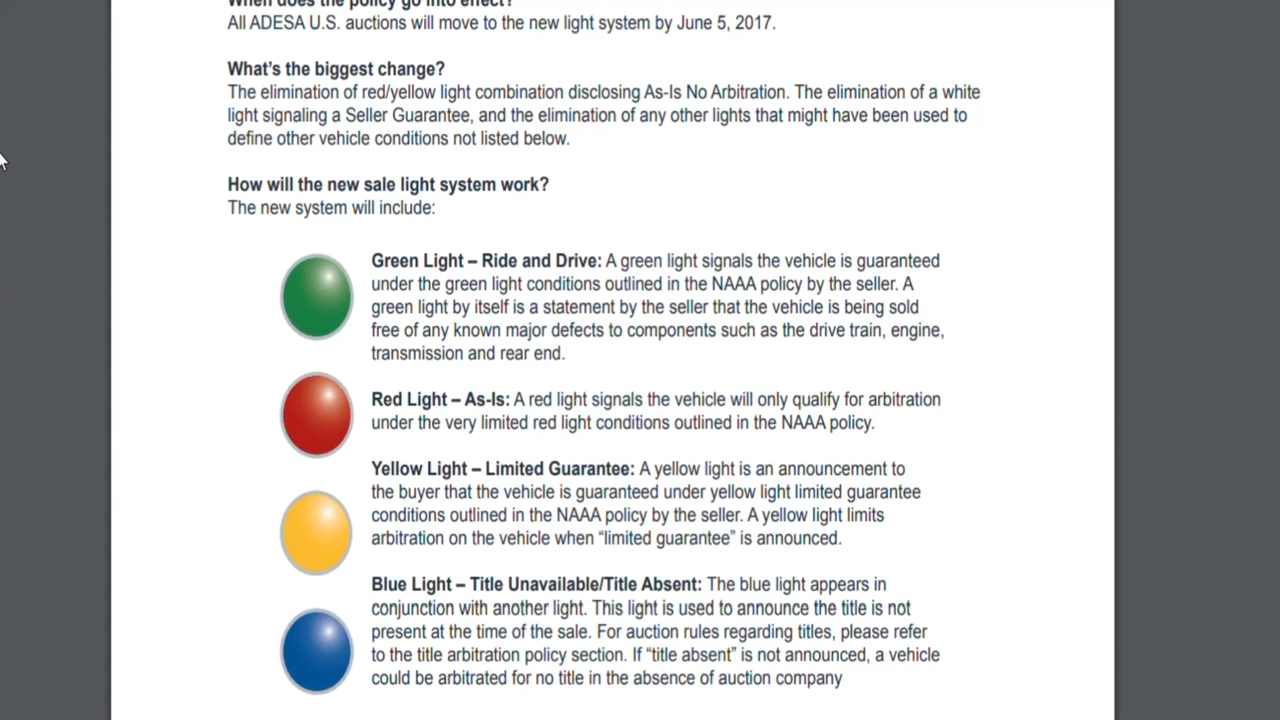 When does the policy go into effect?
All ADESA U.S. auctions will move to the new light system by June 5, 2017.
What's the biggest change?
The elimination of red/yellow light combination disclosing As-Is No Arbitration. The elimination of a white
light signaling a Seller Guarantee, and the elimination of any other lights that might have been used to
define other vehicle conditions not listed below.
How will the new sale light system work?
The new system will include:
Green Light – Ride and Drive: A green light signals the vehicle is guaranteed
under the green light conditions outlined in the NAAA policy by the seller. A
green light by itself is a statement by the seller that the vehicle is being sold
free of any known major defects to components such as the drive train, engine,
transmission and rear end.
Red Light – As-Is: A red light signals the vehicle will only qualify for arbitration
under the very limited red light conditions outlined in the NAAA policy.
Yellow Light – Limited Guarantee: A yellow light is an announcement to
the buyer that the vehicle is guaranteed under yellow light limited guarantee
conditions outlined in the NAAA policy by the seller. A yellow light limits
arbitration on the vehicle when “limited guarantee” is announced.
Blue Light – Title Unavailable/Title Absent: The blue light appears in
conjunction with another light. This light is used to announce the title is not
present at the time of the sale. For auction rules regarding titles, please refer
to the title arbitration policy section. If “title absent” is not announced, a vehicle
could be arbitrated for no title in the absence of auction company